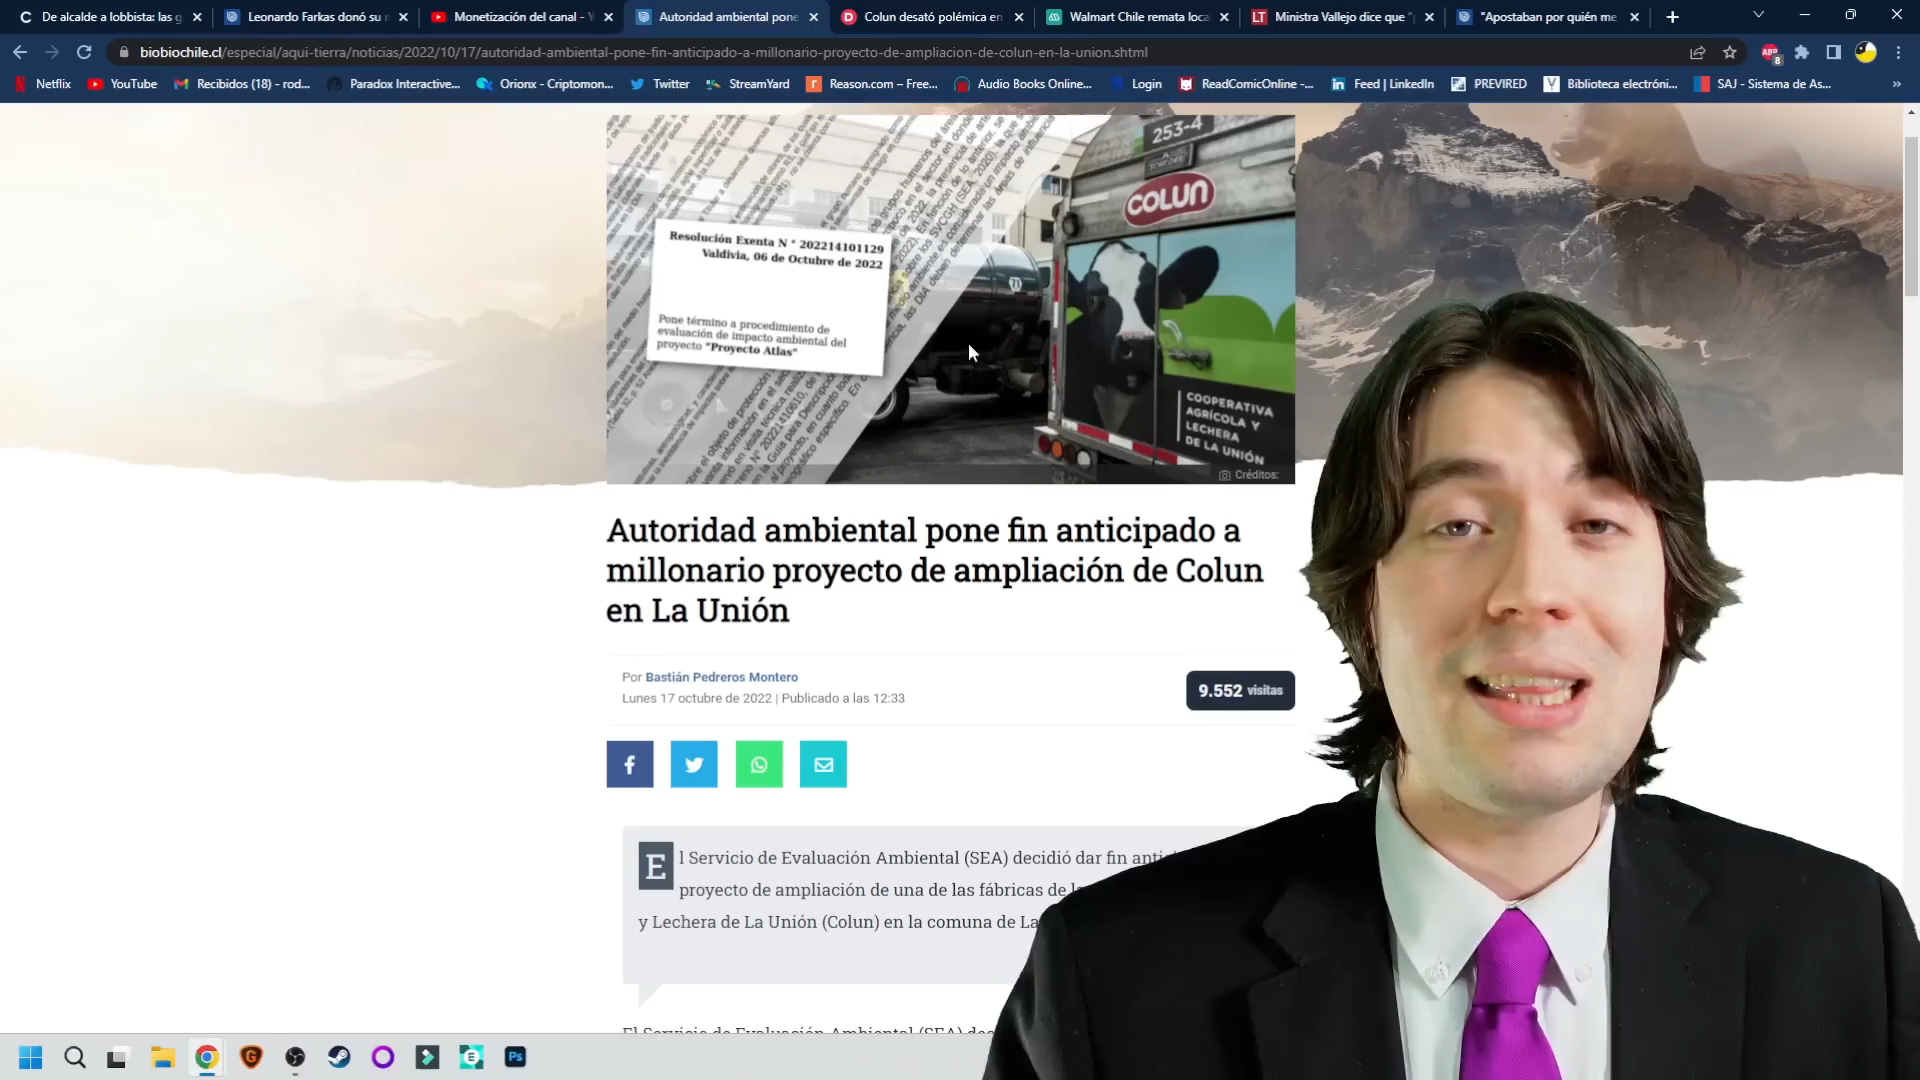 De alcalde a lobbista: las g
Leonardo Farkas donó su
Monetización del canal - Y
Autoridad ambiental pone
Colun desató polémica en
Walmart Chile remata loca
Ministra Vallejo dice que "
"Apostaban por quién me
biobiochile.cl/especial/aqui-tierra/noticias/2022/10/17/autoridad-ambiental-pone-fin-anticipado-a-millonario-proyecto-de-ampliacion-de-colun-en-la-union.shtml
ABP
8
Netflix
YouTube
Recibidos (18) - rod...
Paradox Interactive...
Orionx - Criptomon...
Twitter
StreamYard
Reason.com – Free...
Audio Books Online...
Login
ReadComicOnline -...
Feed | LinkedIn
PREVIRED
Biblioteca electróni...
SAJ - Sistema de As...
»
253-4
COLUN
Resolución Exenta N ° 202214101129
Valdivia, 06 de Octubre de 2022
Pone término a procedimiento de
evaluación de impacto ambiental del
proyecto "Proyecto Atlas"
71
COOPERATIVA
AGRÍCOLA Y
LECHERA
DE LA UNIÓN
Créditos:
Autoridad ambiental pone fin anticipado a
millonario proyecto de ampliación de Colun
en La Unión
Por Bastián Pedreros Montero
Lunes 17 octubre de 2022 | Publicado a las 12:33
9.552 visitas
El Servicio de Evaluación Ambiental (SEA) decidió dar fin
proyecto de ampliación de una de las fábricas de
y Lechera de La Unión (Colun) en la comuna de La
El Servicio de Evaluación Ambiental (SEA)